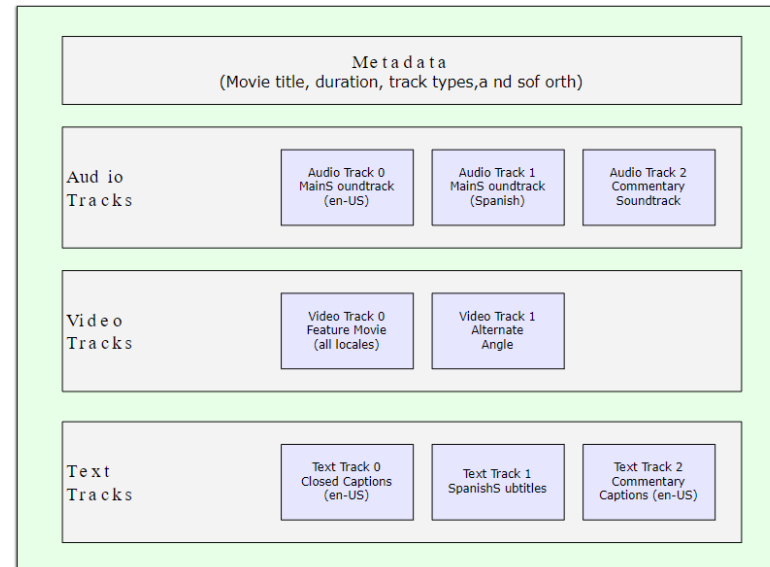 Metadata
(Movie title, duration, track types,a nd sof orth)
Aud io
Tracks
Audio Track 0
MainS oundtrack
(en-US)
Audio Track 1
MainS oundtrack
(Spanish)
Audio Track 2
Commentary
Soundtrack
Video
Tracks
Video Track 0
Feature Movie
(all locales)
Video Track 1
Alternate
Angle
Text
Tracks
Text Track 0
Closed Captions
(en-US)
Text Track 1
SpanishS ubtitles
Text Track 2
Commentary
Captions (en-US)